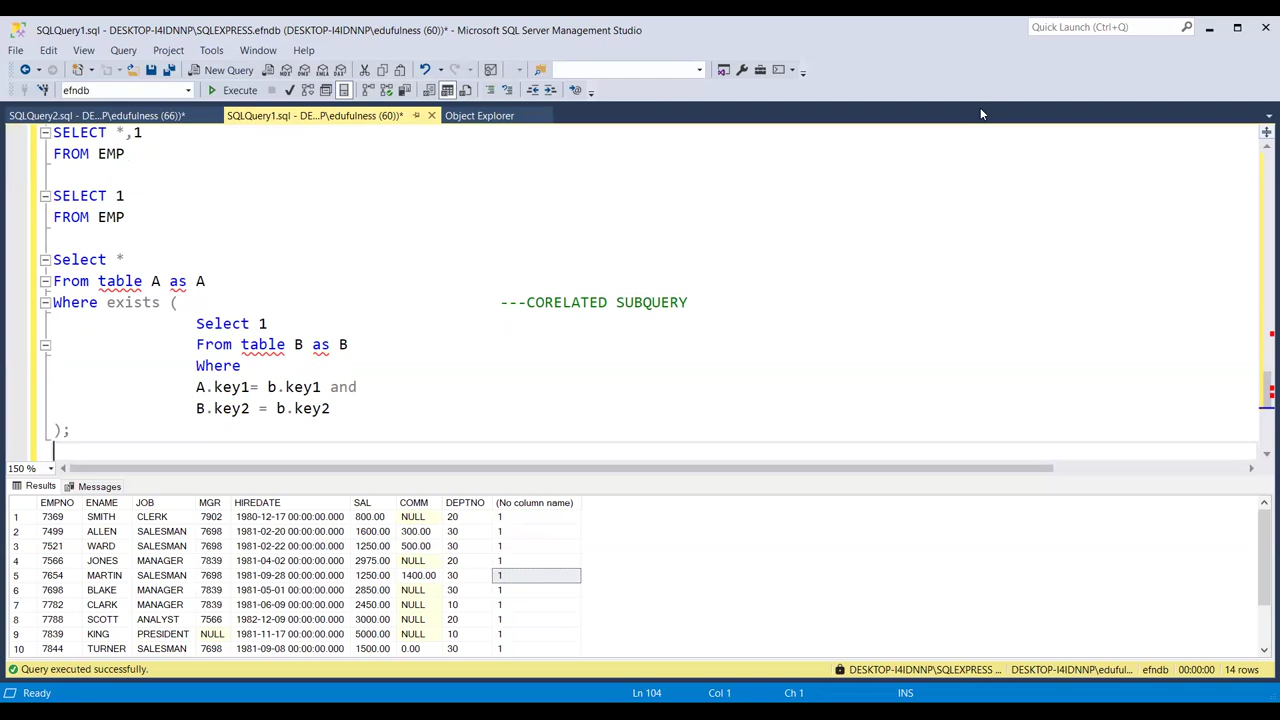 SQLQuery1.sql - DESKTOP-I4IDNNP\SQLEXPRESS.efndb (DESKTOP-I4IDNNP\edufulness (60))* - Microsoft SQL Server Management Studio
Quick Launch (Ctrl+Q)
File Edit View Query Project Tools Window Help
New Query
efndb Execute
SQLQuery2.sql - DE...P\edufulness (66))* SQLQuery1.sql - DE...P\edufulness (60))* Object Explorer
SELECT *,1
FROM EMP
SELECT 1
FROM EMP
Select *
From table A as A
Where exists ( ---CORELATED SUBQUERY
Select 1
From table B as B
Where
A.key1= b.key1 and
B.key2 = b.key2
);
150 %
Results Messages
EMPNO ENAME JOB MGR HIREDATE SAL COMM DEPTNO (No column name)
1 7369 SMITH CLERK 7902 1980-12-17 00:00:00.000 800.00 NULL 20 1
2 7499 ALLEN SALESMAN 7698 1981-02-20 00:00:00.000 1600.00 300.00 30 1
3 7521 WARD SALESMAN 7698 1981-02-22 00:00:00.000 1250.00 500.00 30 1
4 7566 JONES MANAGER 7839 1981-04-02 00:00:00.000 2975.00 NULL 20 1
5 7654 MARTIN SALESMAN 7698 1981-09-28 00:00:00.000 1250.00 1400.00 30 1
6 7698 BLAKE MANAGER 7839 1981-05-01 00:00:00.000 2850.00 NULL 30 1
7 7782 CLARK MANAGER 7839 1981-06-09 00:00:00.000 2450.00 NULL 10 1
8 7788 SCOTT ANALYST 7566 1982-12-09 00:00:00.000 3000.00 NULL 20 1
9 7839 KING PRESIDENT NULL 1981-11-17 00:00:00.000 5000.00 NULL 10 1
10 7844 TURNER SALESMAN 7698 1981-09-08 00:00:00.000 1500.00 0.00 30 1
Query executed successfully. DESKTOP-I4IDNNP\SQLEXPRESS ... DESKTOP-I4IDNNP\eduful... efndb 00:00:00 14 rows
Ready Ln 104 Col 1 Ch 1 INS